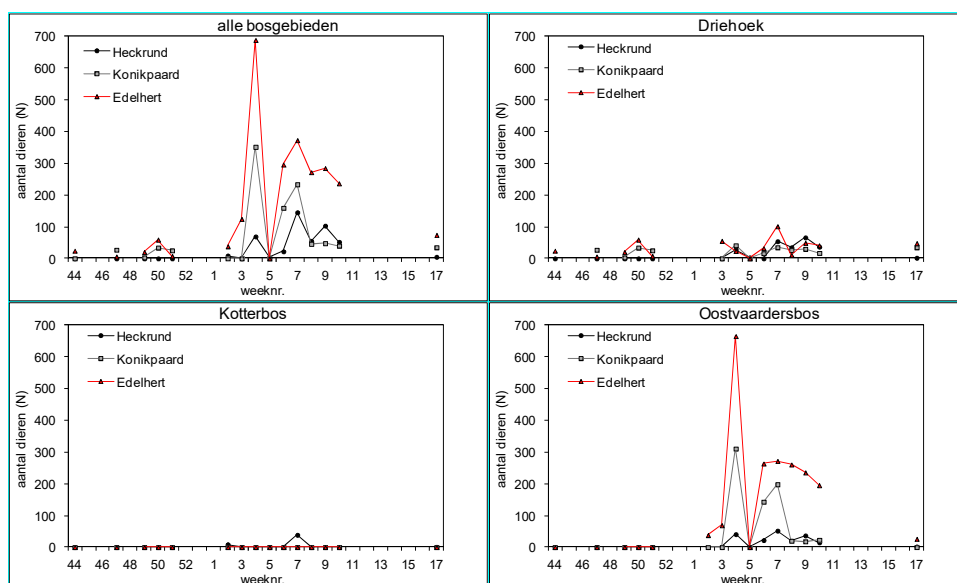 alle bosgebieden
700
600
500
400
300
200
100
0
aantal dieren (N)
Heckrund
Konikpaard
Edelhert
44 46 48 50 52 1 3 5 7 9 11 13 15 17
weeknr.
Driehoek
700
600
500
400
300
200
100
0
aantal dieren (N)
Heckrund
Konikpaard
Edelhert
44 46 48 50 52 1 3 5 7 9 11 13 15 17
weeknr.
Kotterbos
700
600
500
400
300
200
100
0
aantal dieren (N)
Heckrund
Konikpaard
Edelhert
44 46 48 50 52 1 3 5 7 9 11 13 15 17
weeknr.
Oostvaardersbos
700
600
500
400
300
200
100
0
aantal dieren (N)
Heckrund
Konikpaard
Edelhert
44 46 48 50 52 1 3 5 7 9 11 13 15 17
weeknr.